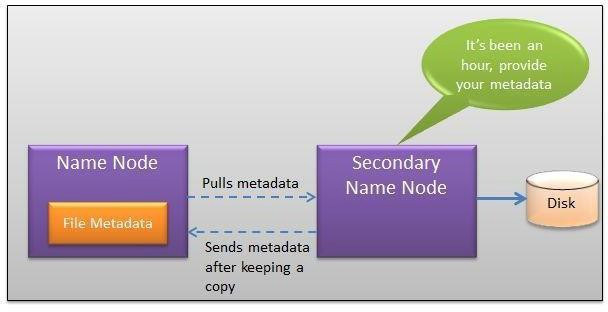 It's been an
hour, provide
your metadata
Name Node
File Metadata
Pulls metadata
Sends metadata
after keeping a
copy
Secondary
Name Node
Disk